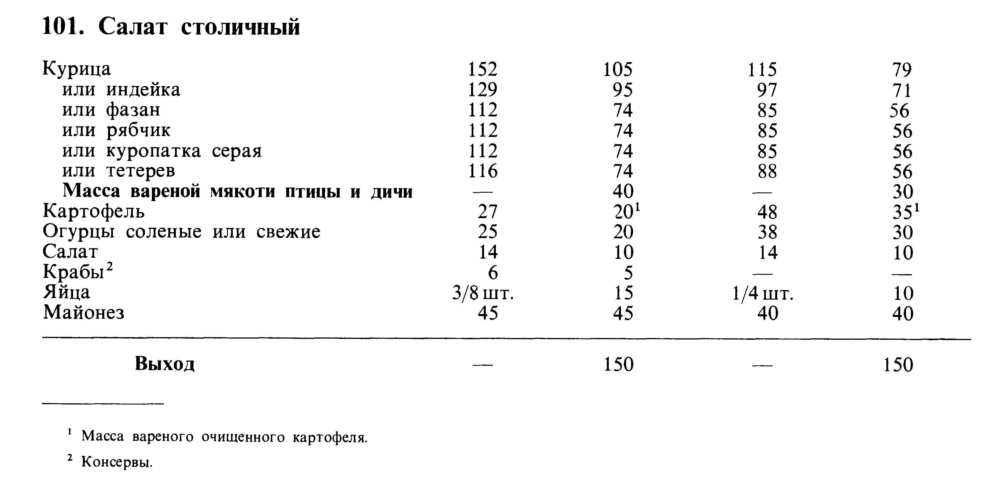 101. Салат столичный
Курица 152 105 115 79
или индейка 129 95 97 71
или фазан 112 74 85 56
или рябчик 112 74 85 56
или куропатка серая 112 74 85 56
или тетерев 116 74 88 56
Масса вареной мякоти птицы и дичи — 40 — 30
Картофель 27 20¹ 48 35¹
Огурцы соленые или свежие 25 20 38 30
Салат 14 10 14 10
Крабы² 6 5 — —
Яйца 3/8 шт. 15 1/4 шт. 10
Майонез 45 45 40 40
Выход — 150 — 150
¹ Масса вареного очищенного картофеля.
² Консервы.